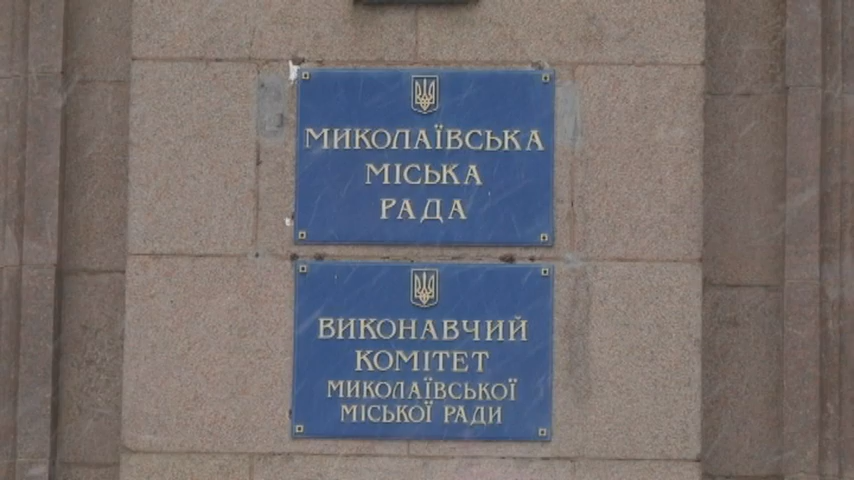 МИКОЛАЇВСЬКА
МІСЬКА
РАДА
ВИКОНАВЧИЙ
КОМІТЕТ
МИКОЛАЇВСЬКОЇ
МІСЬКОЇ РАДИ